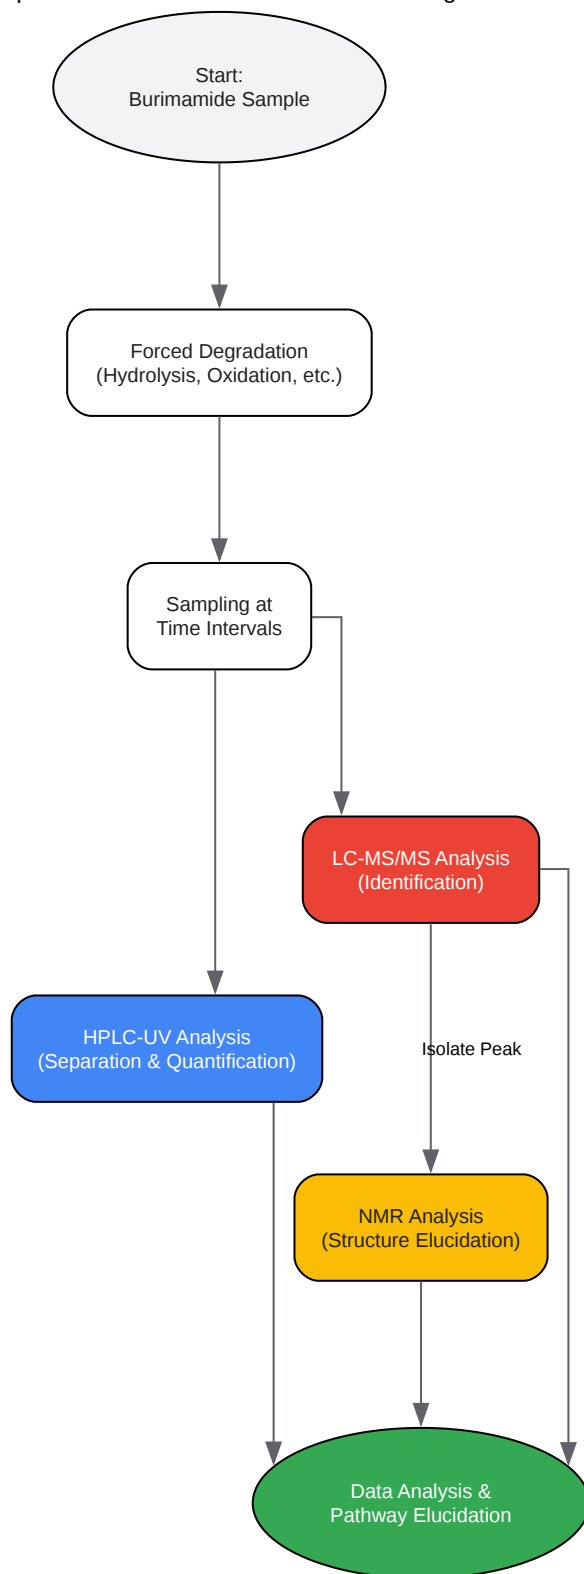 Start:
Burimamide Sample
Forced Degradation
(Hydrolysis, Oxidation, etc.)
Sampling at
Time Intervals
LC-MS/MS Analysis
(Identification)
HPLC-UV Analysis
(Separation & Quantification)
Isolate Peak
NMR Analysis
(Structure Elucidation)
Data Analysis &
Pathway Elucidation